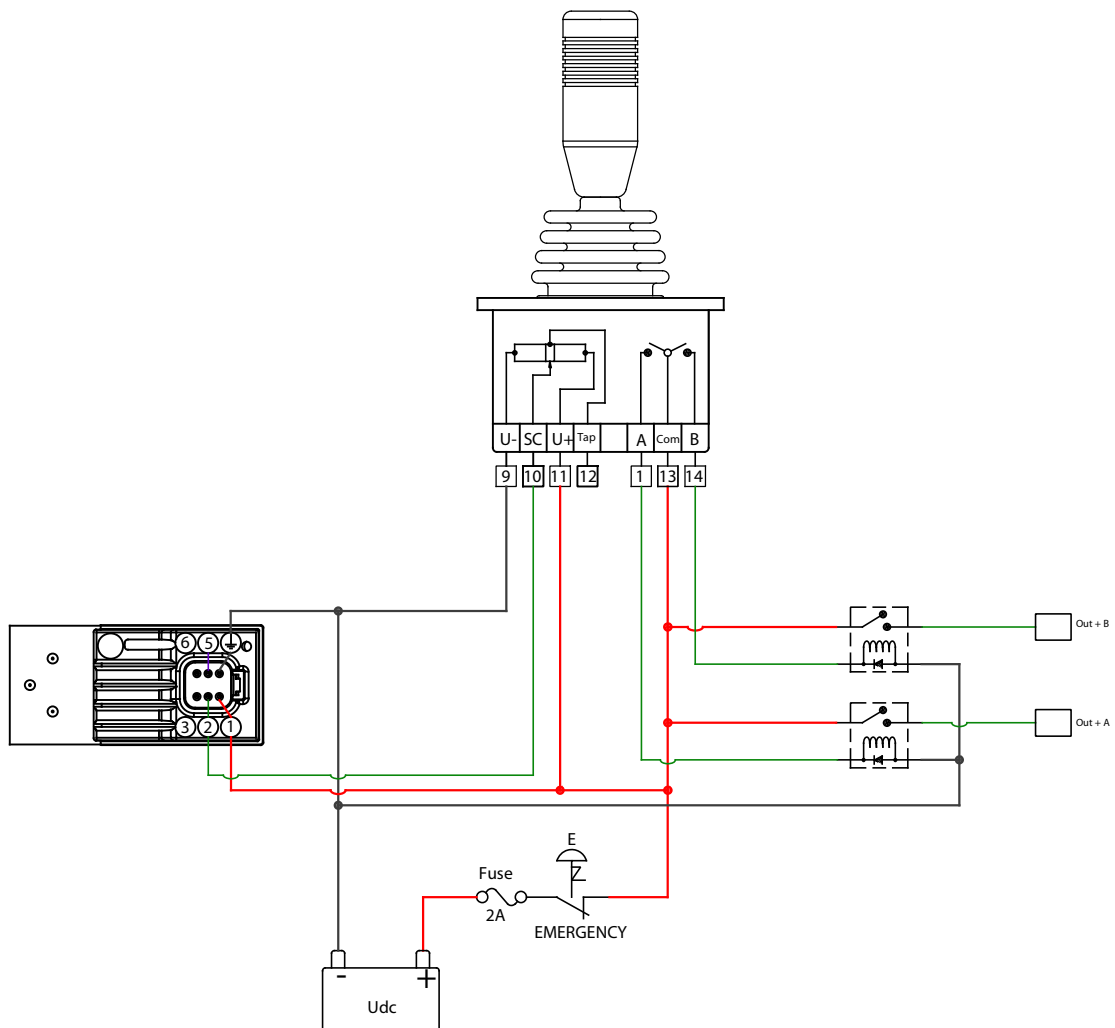 U- SC U+ Tap A Com B
9 10 11 12 1 13 14
Out + B
6 5
3 2 1
Out + A
E
Fuse
2A
EMERGENCY
- +
Udc